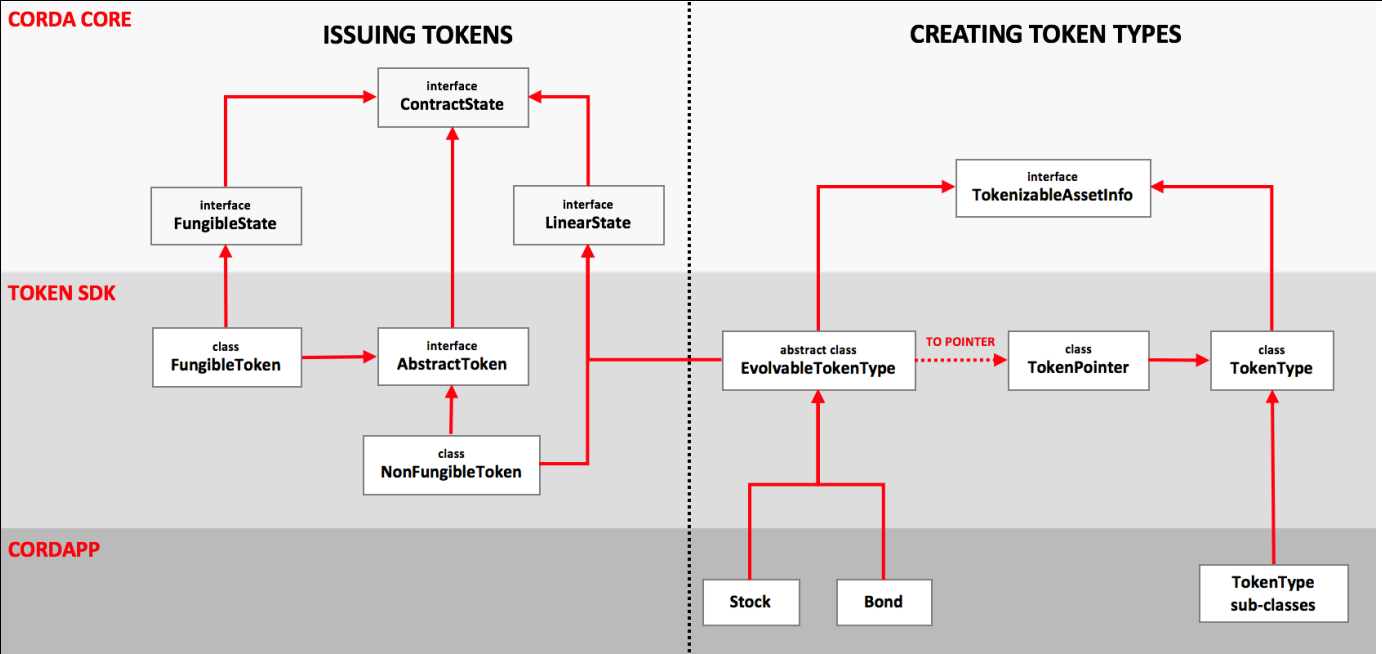 CORDA CORE
ISSUING TOKENS
CREATING TOKEN TYPES
interface
ContractState
interface
TokenizableAssetInfo
interface
FungibleState
interface
LinearState
TOKEN SDK
class
FungibleToken
interface
AbstractToken
abstract class
EvolvableTokenType
TO POINTER
class
TokenPointer
class
TokenType
class
NonFungibleToken
CORDAPP
Stock
Bond
TokenType
sub-classes